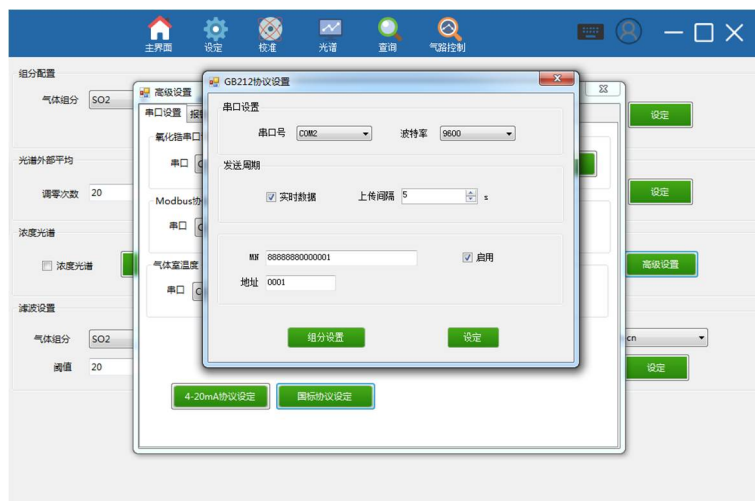 主界面 设定 校准 光谱 查询 气路控制
组分配置
气体组分 SO2
设定
光谱外部平均
调零次数 20
设定
浓度光谱
浓度光谱
高级设置
滤波设置
气体组分 SO2
cn
阈值 20
设定
高级设置
串口设置
氧化锆串口
串口
Modbus协
串口
气体室温度
串口
4-20mA协议设定 国标协议设定
GB212协议设置
串口设置
串口号 COM2 波特率 9600
发送周期
实时数据 上传间隔 5 s
MN 88888880000001 启用
地址 0001
组分设置 设定